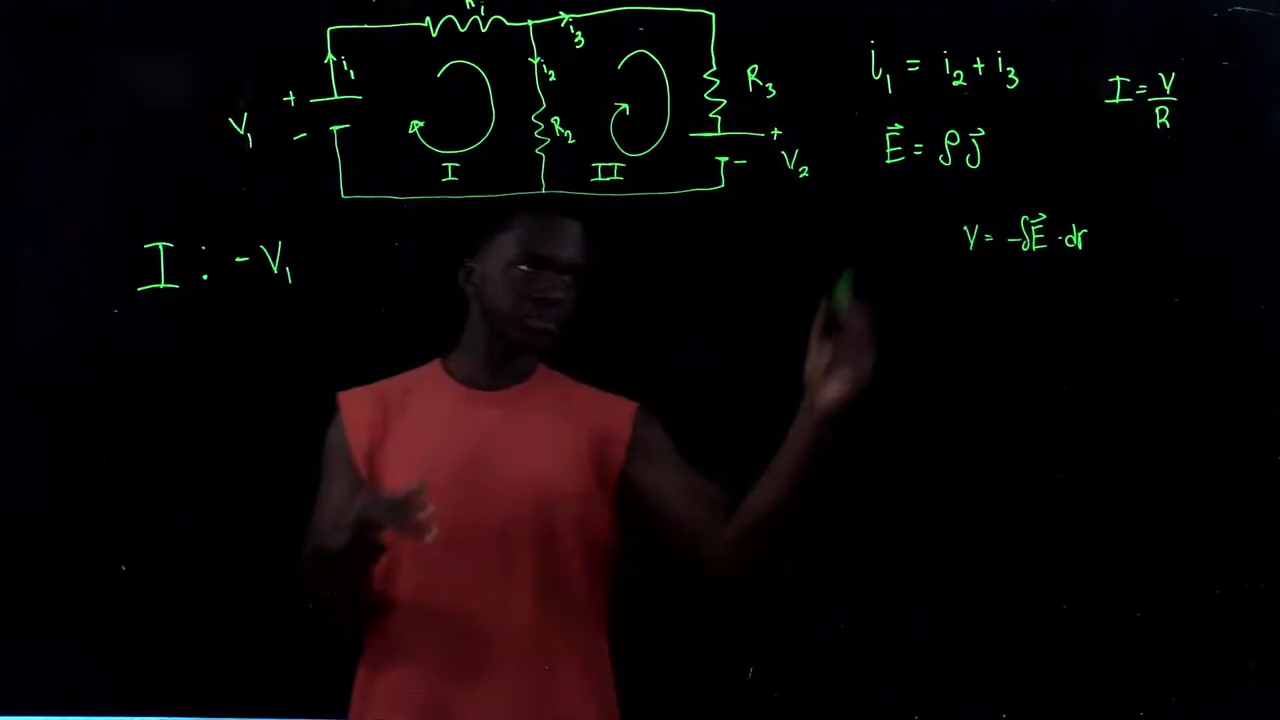 R₁
i₃
i₁
i₂
+
V₁
-
R₂
R₃
+
-
V₂
I
II
i₁ = i₂ + i₃
I = V/R
E⃗ = ρ J⃗
V = -∫E⃗ · dr
I : - V₁